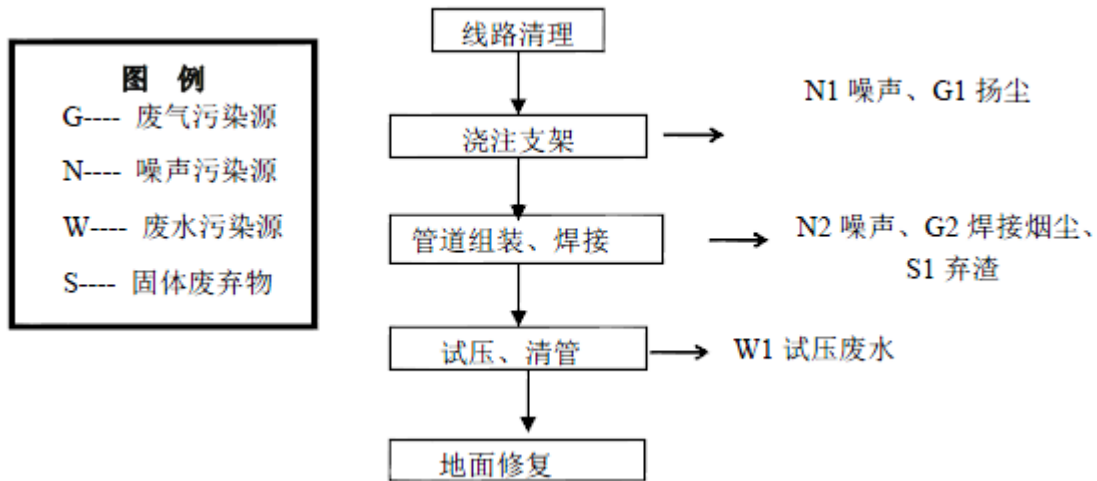 线路清理
图 例
G---- 废气污染源
N---- 噪声污染源
W---- 废水污染源
S---- 固体废弃物
N1 噪声、G1 扬尘
浇注支架
管道组装、焊接
N2 噪声、G2 焊接烟尘、
S1 弃渣
试压、清管
W1 试压废水
地面修复